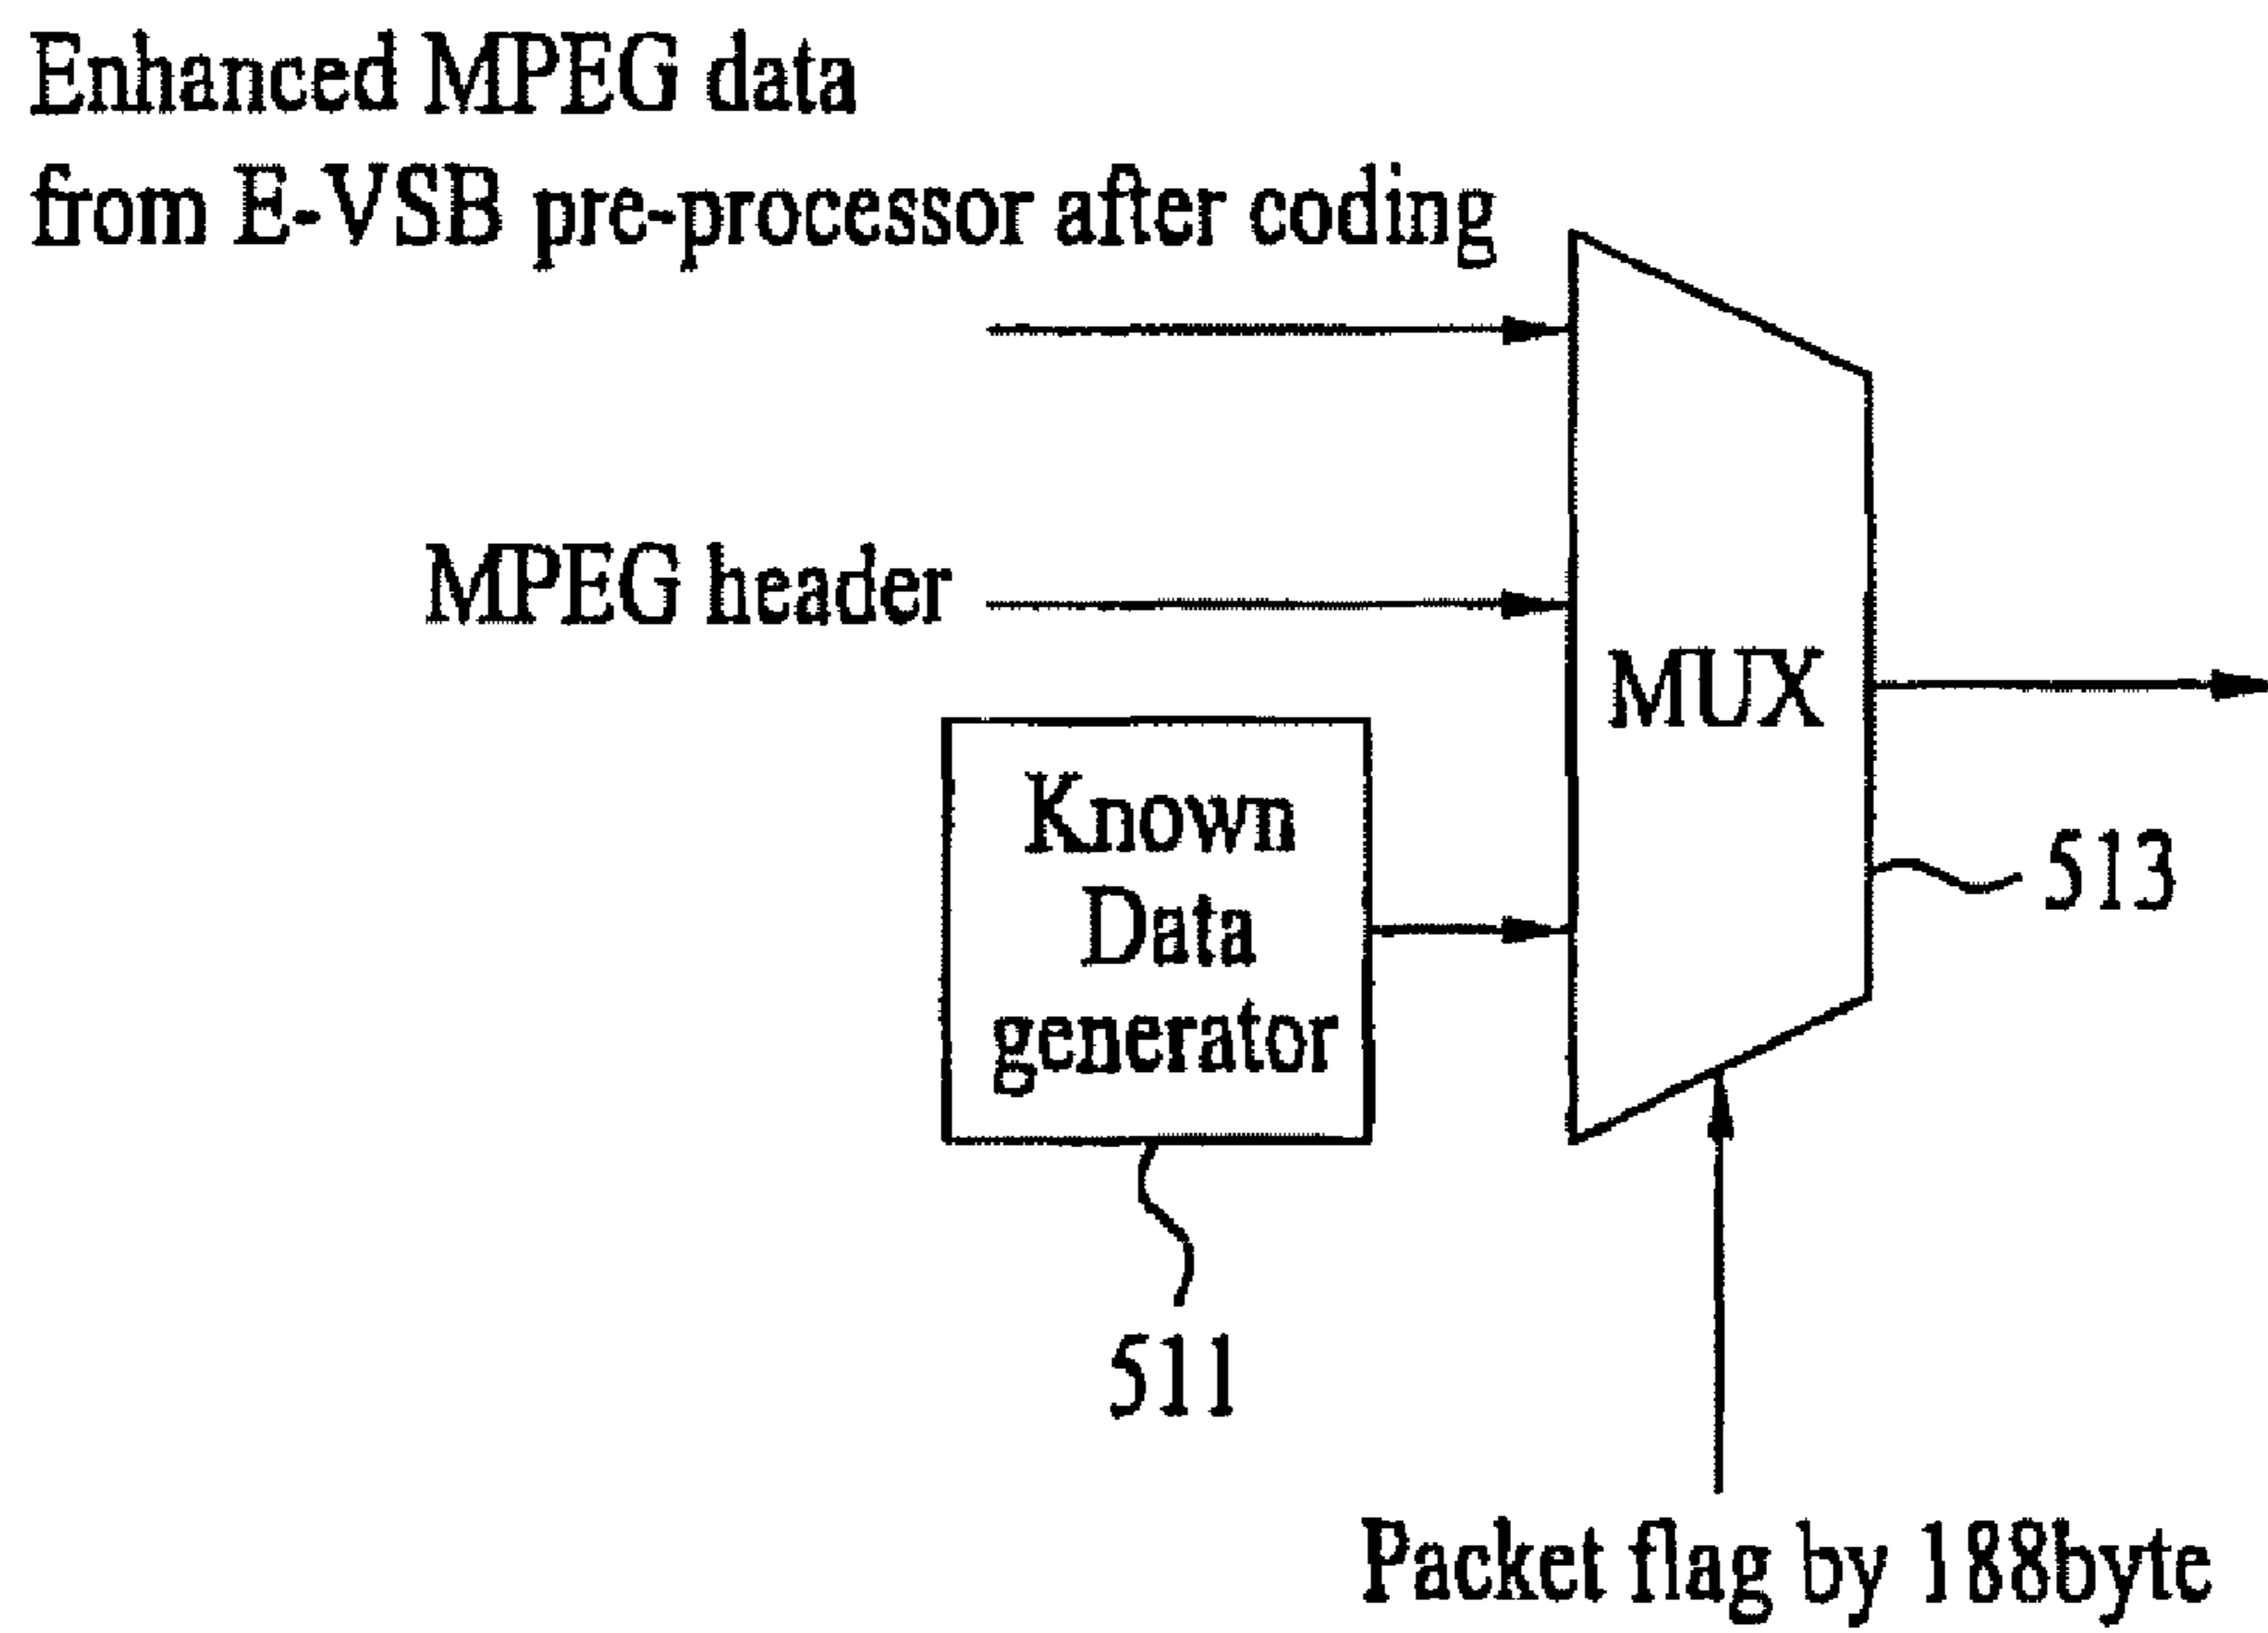 Enhanced MPEG data
from E-VSB pre-processor after coding
MPEG header
MUX
Known
Data
generator
513
511
Packet flag by 188byte